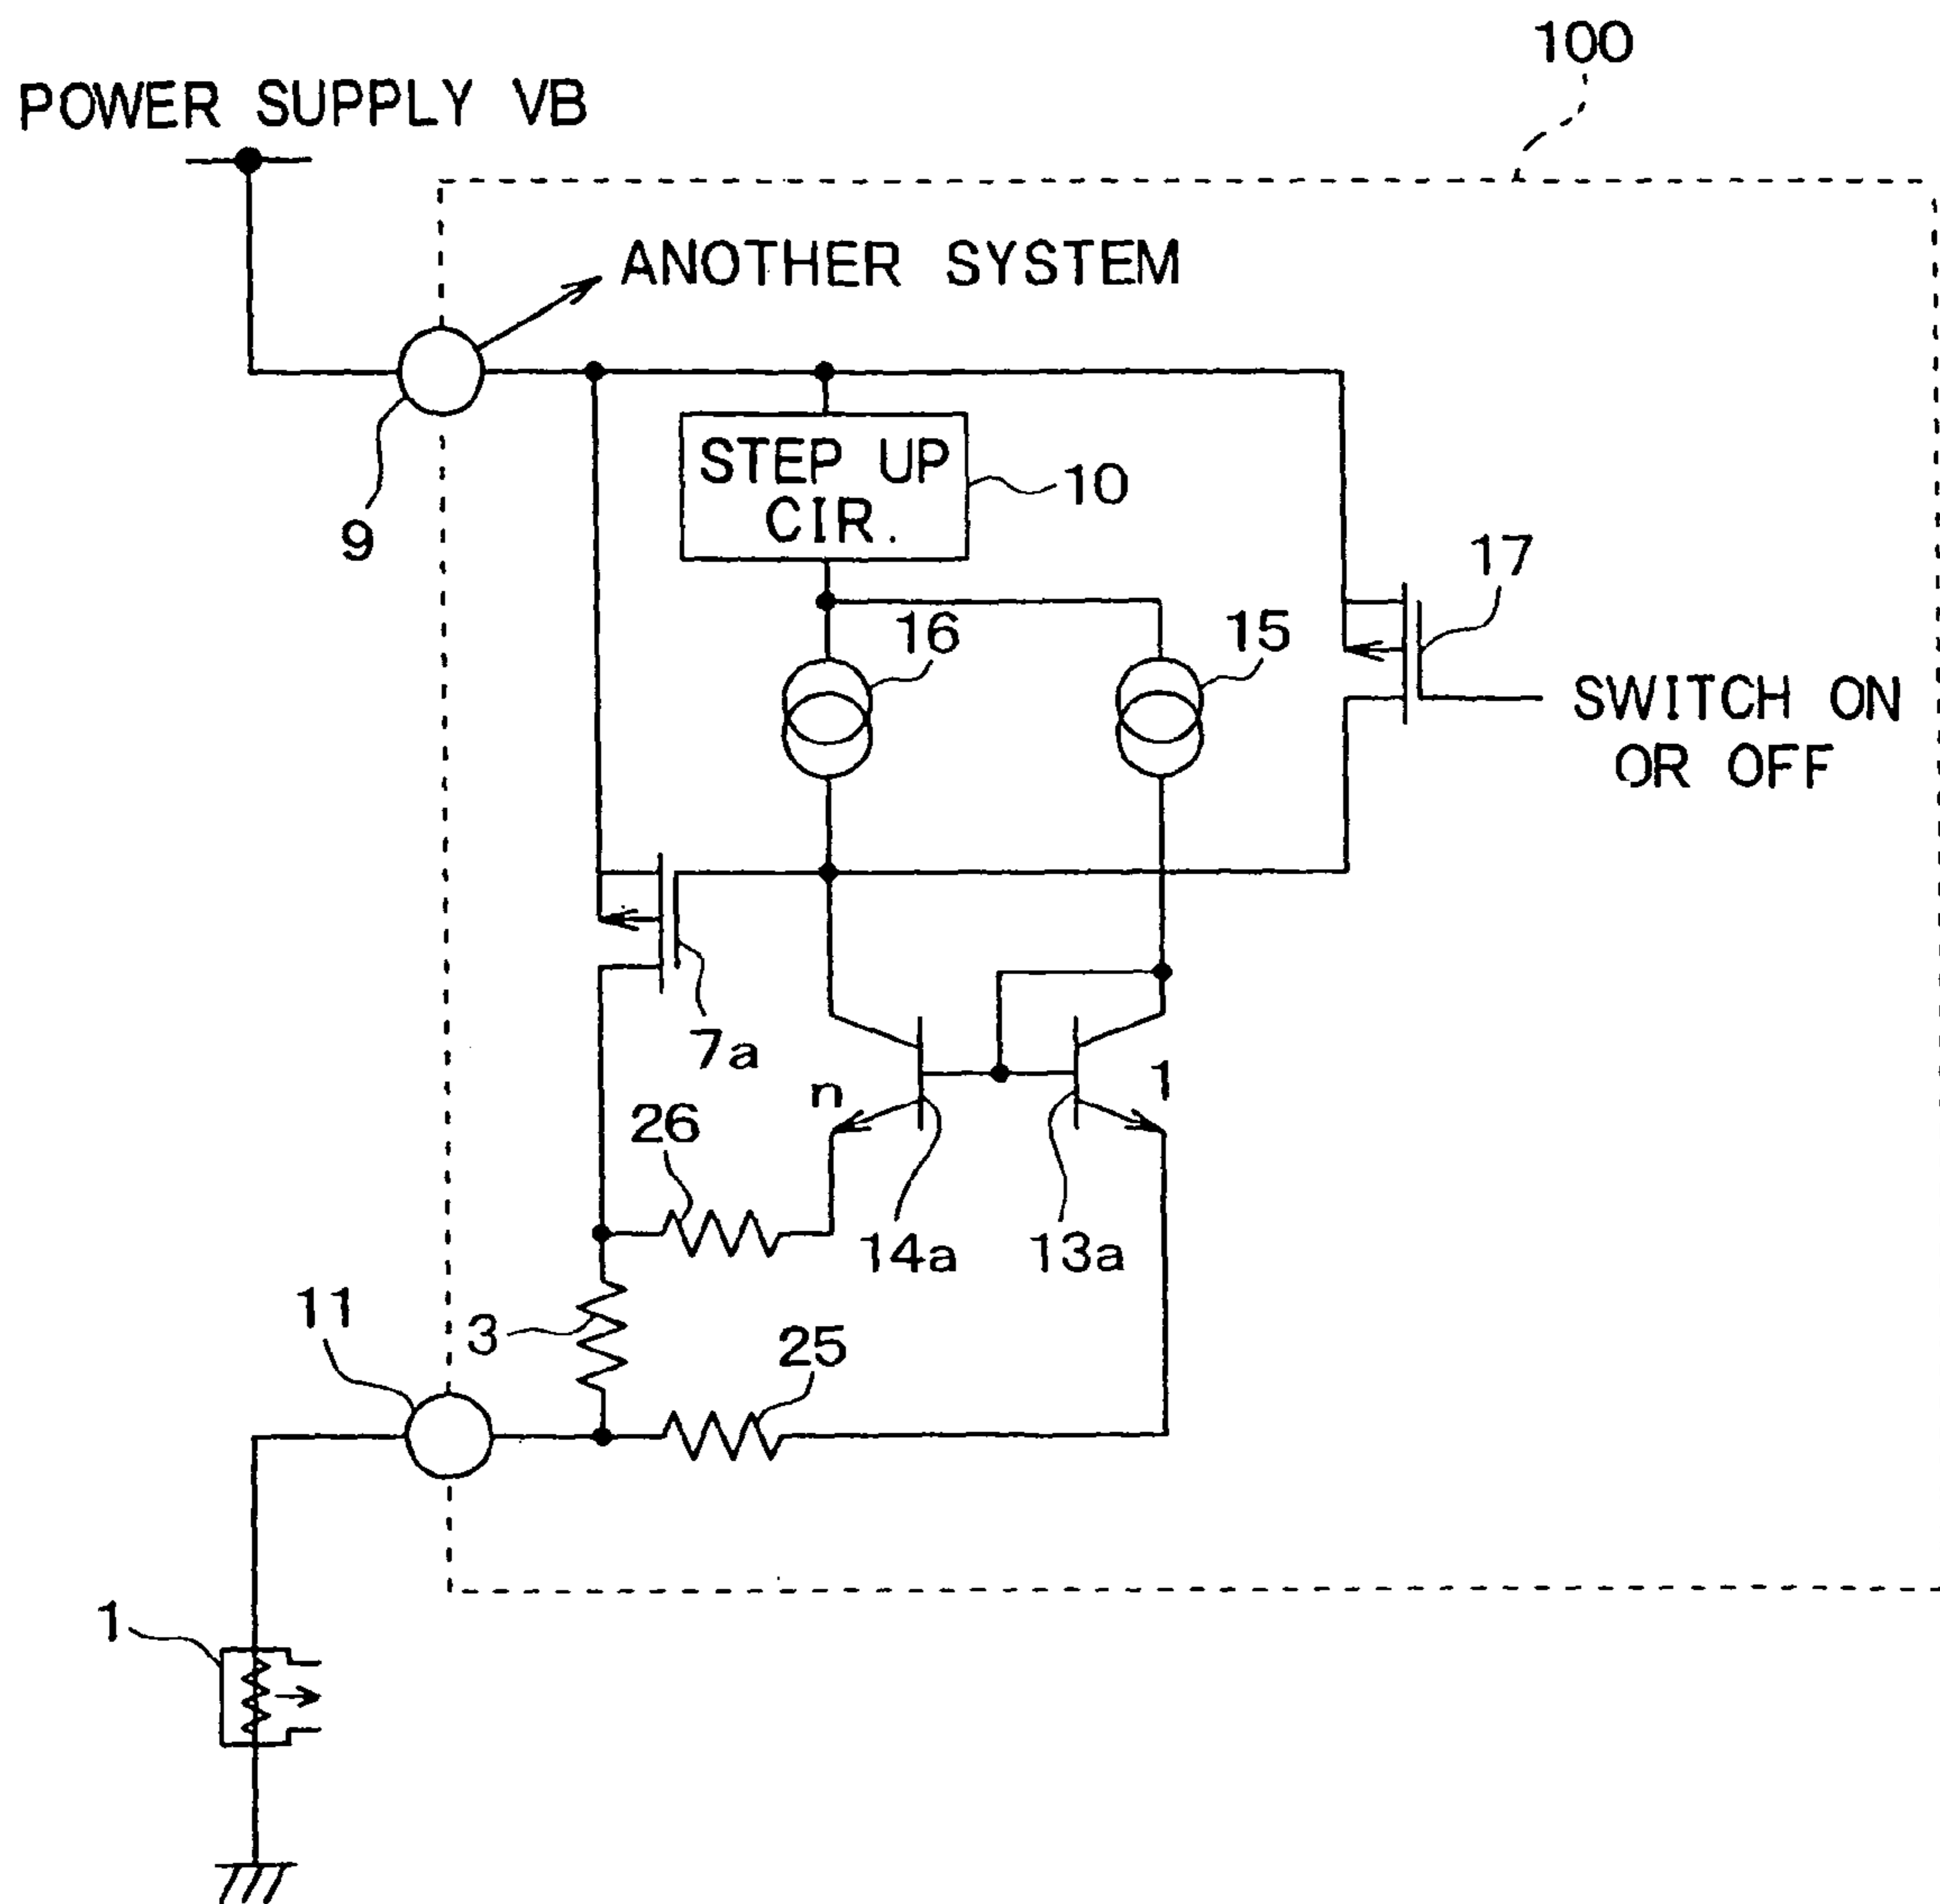 100
POWER SUPPLY VB
ANOTHER SYSTEM
STEP UP
CIR.
10
9
17
16
15
SWITCH ON
OR OFF
7a
n
1
26
14a
13a
11
3
25
1